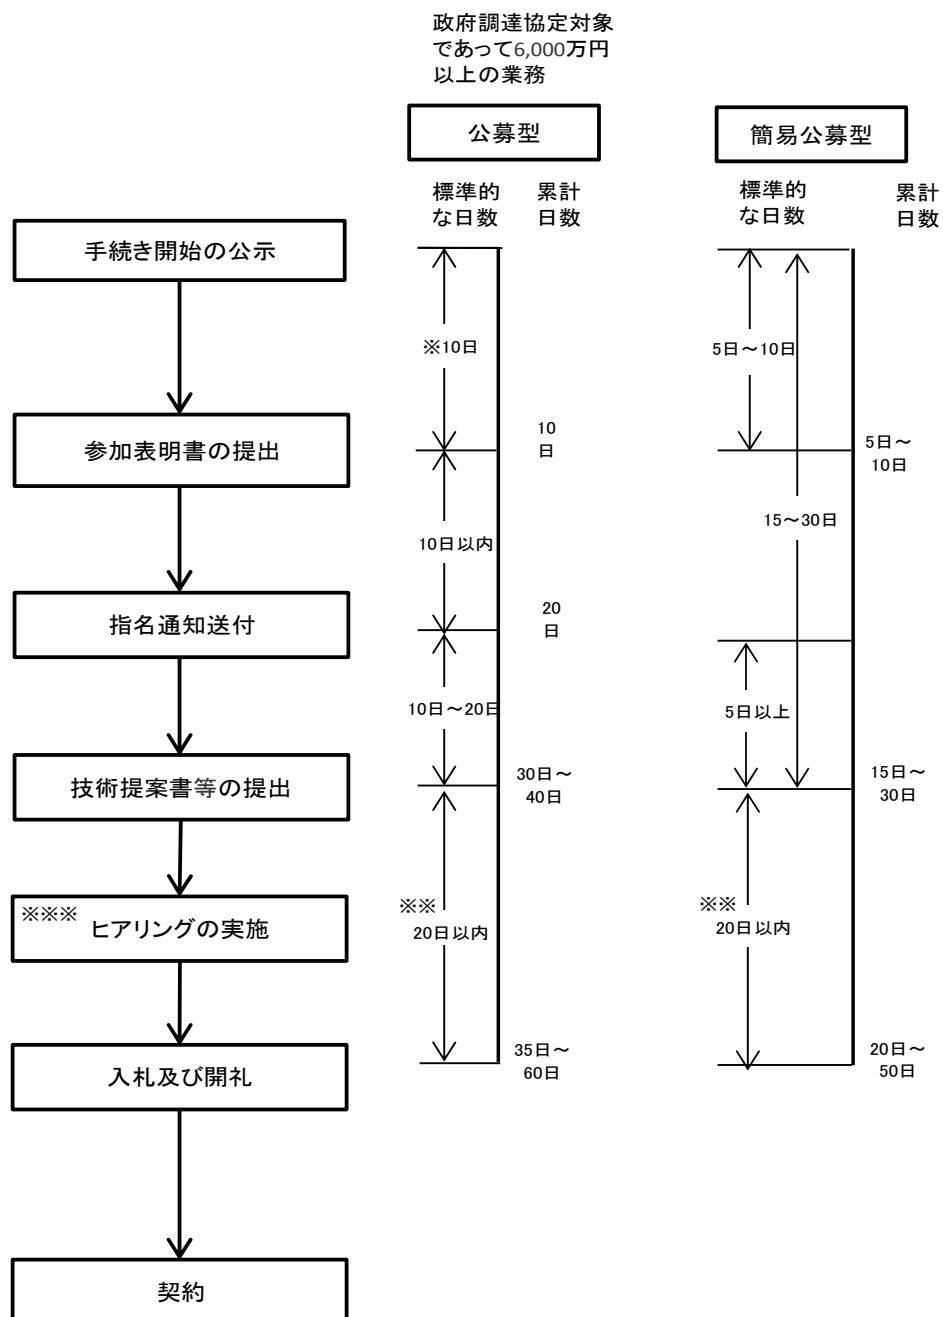 政府調達協定対象
であって6,000万円
以上の業務
公募型
簡易公募型
標準的
な日数
累計
日数
標準的
な日数
累計
日数
手続き開始の公示
※10日
5日~10日
参加表明書の提出
10
日
5日~
10日
15~30日
10日以内
指名通知送付
20
日
10日~20日
5日以上
技術提案書等の提出
30日~
40日
15日~
30日
※※※ ヒアリングの実施
※※
20日以内
※※
20日以内
入札及び開礼
35日~
60日
20日~
50日
契約